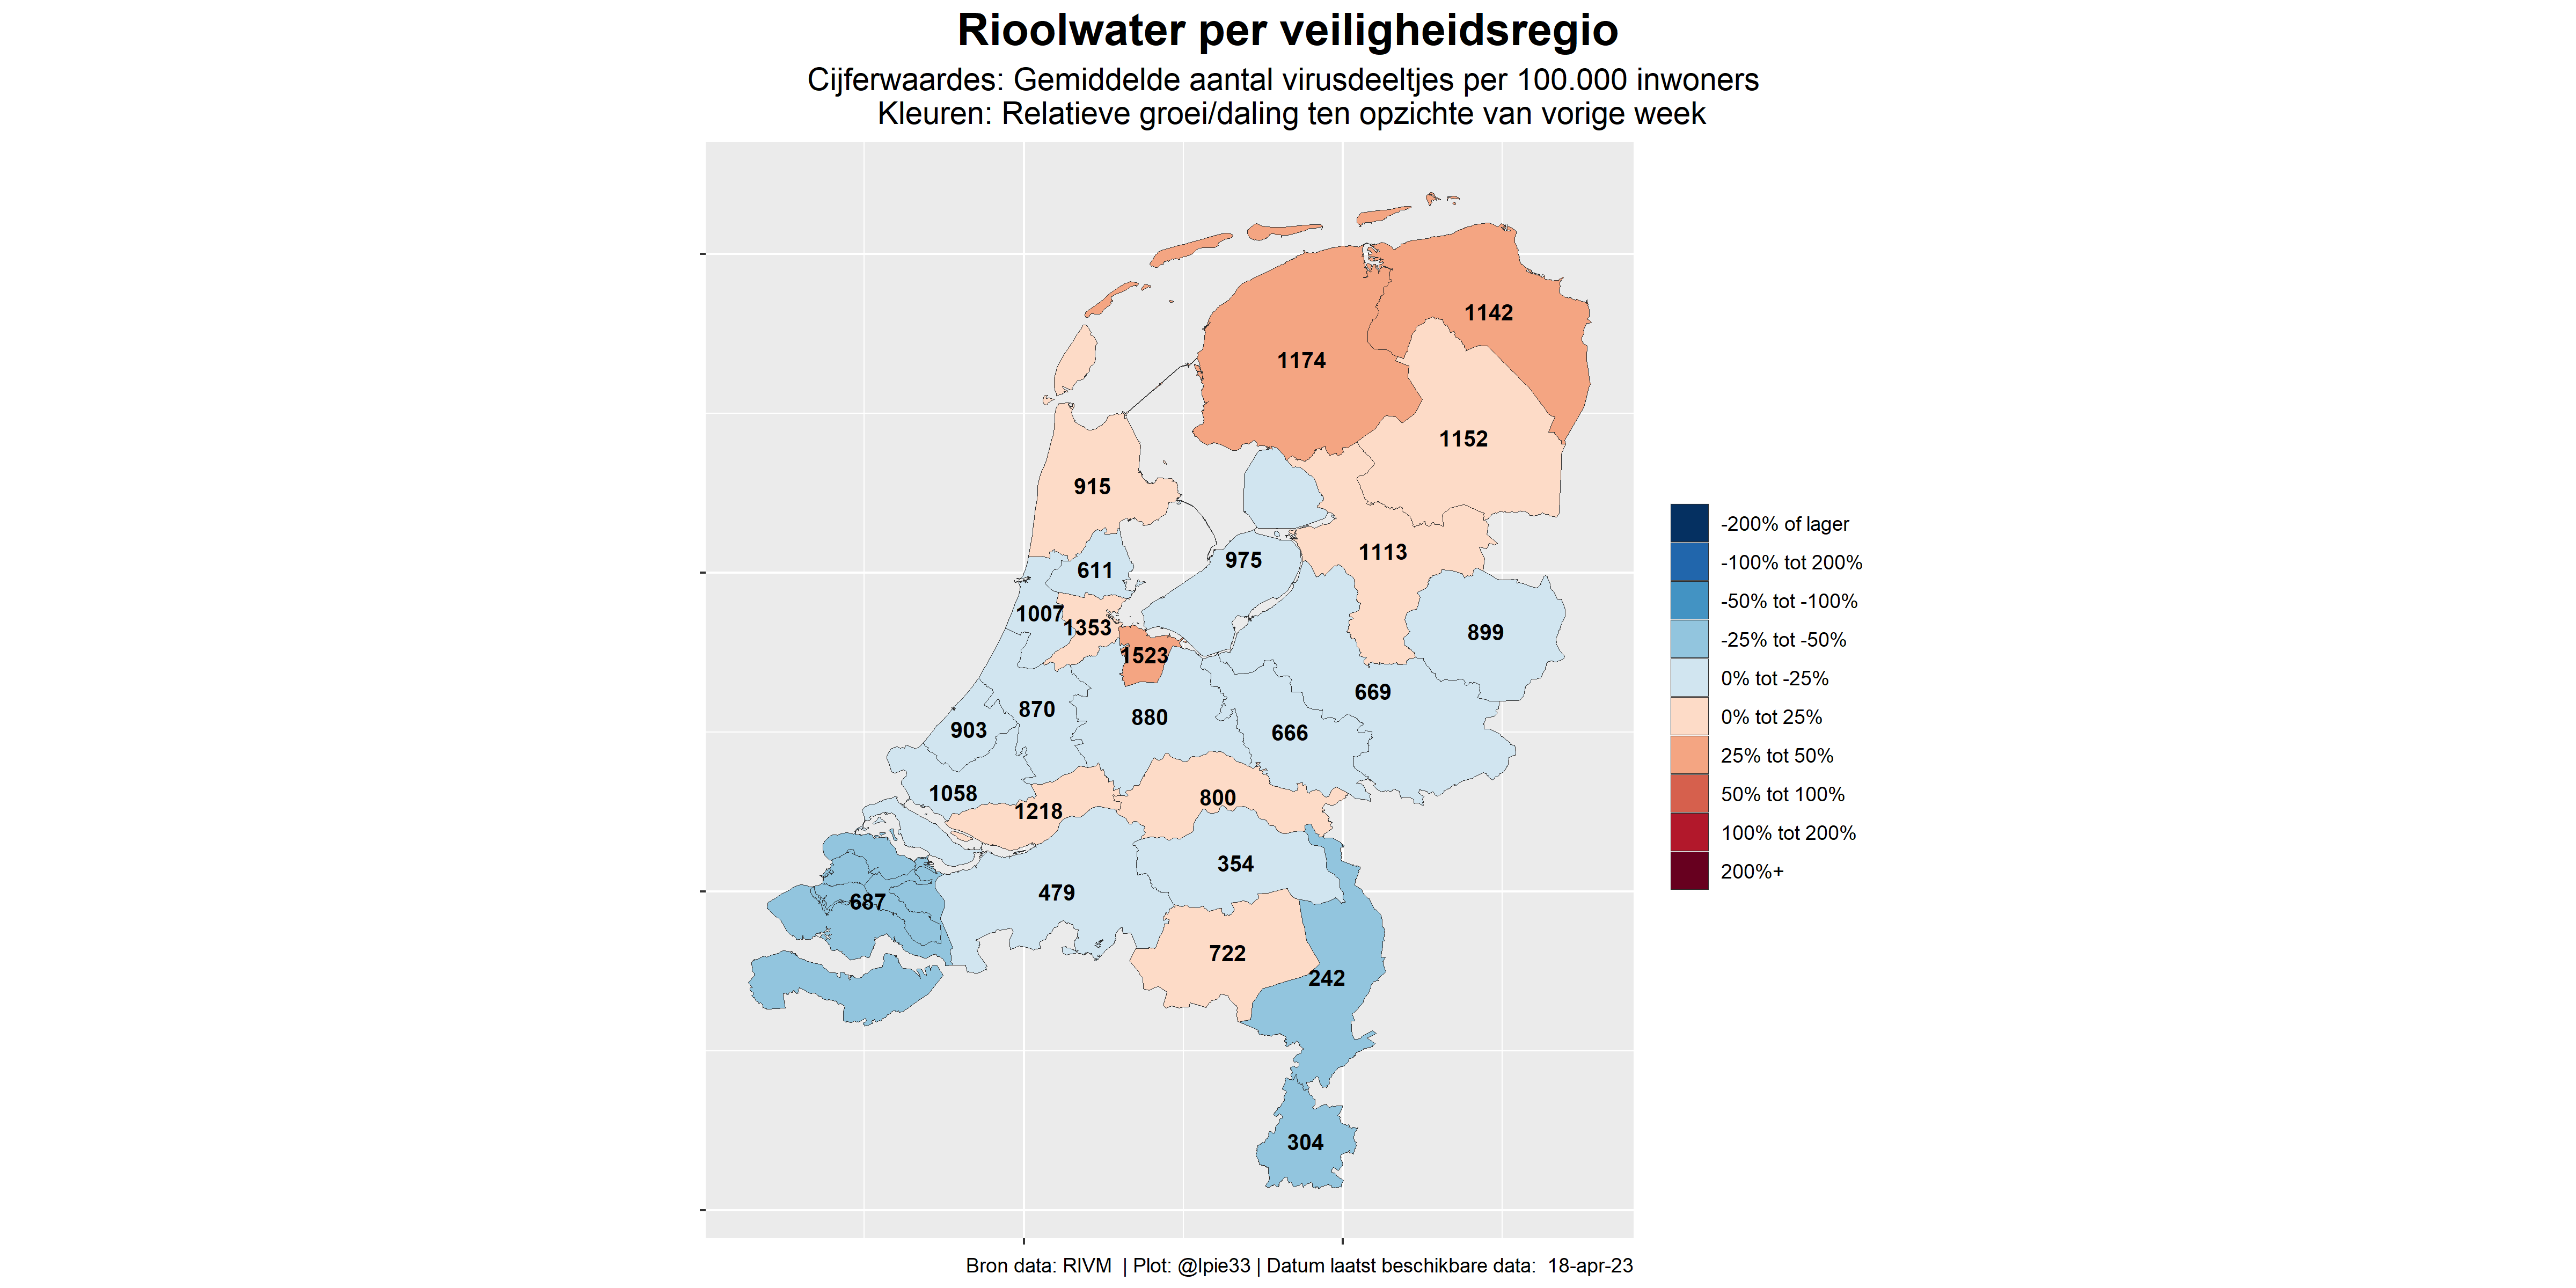 Rioolwater per veiligheidsregio
Cijferwaardes: Gemiddelde aantal virusdeeltjes per 100.000 inwoners
Kleuren: Relatieve groei/daling ten opzichte van vorige week
1142
1174
1152
915
1113
975
611
1007
1353
899
1523
669
870
880
903
666
1058
800
1218
354
479
687
722
242
304
-200% of lager
-100% tot 200%
-50% tot -100%
-25% tot -50%
0% tot -25%
0% tot 25%
25% tot 50%
50% tot 100%
100% tot 200%
200%+
Bron data: RIVM | Plot: @lpie33 | Datum laatst beschikbare data: 18-apr-23